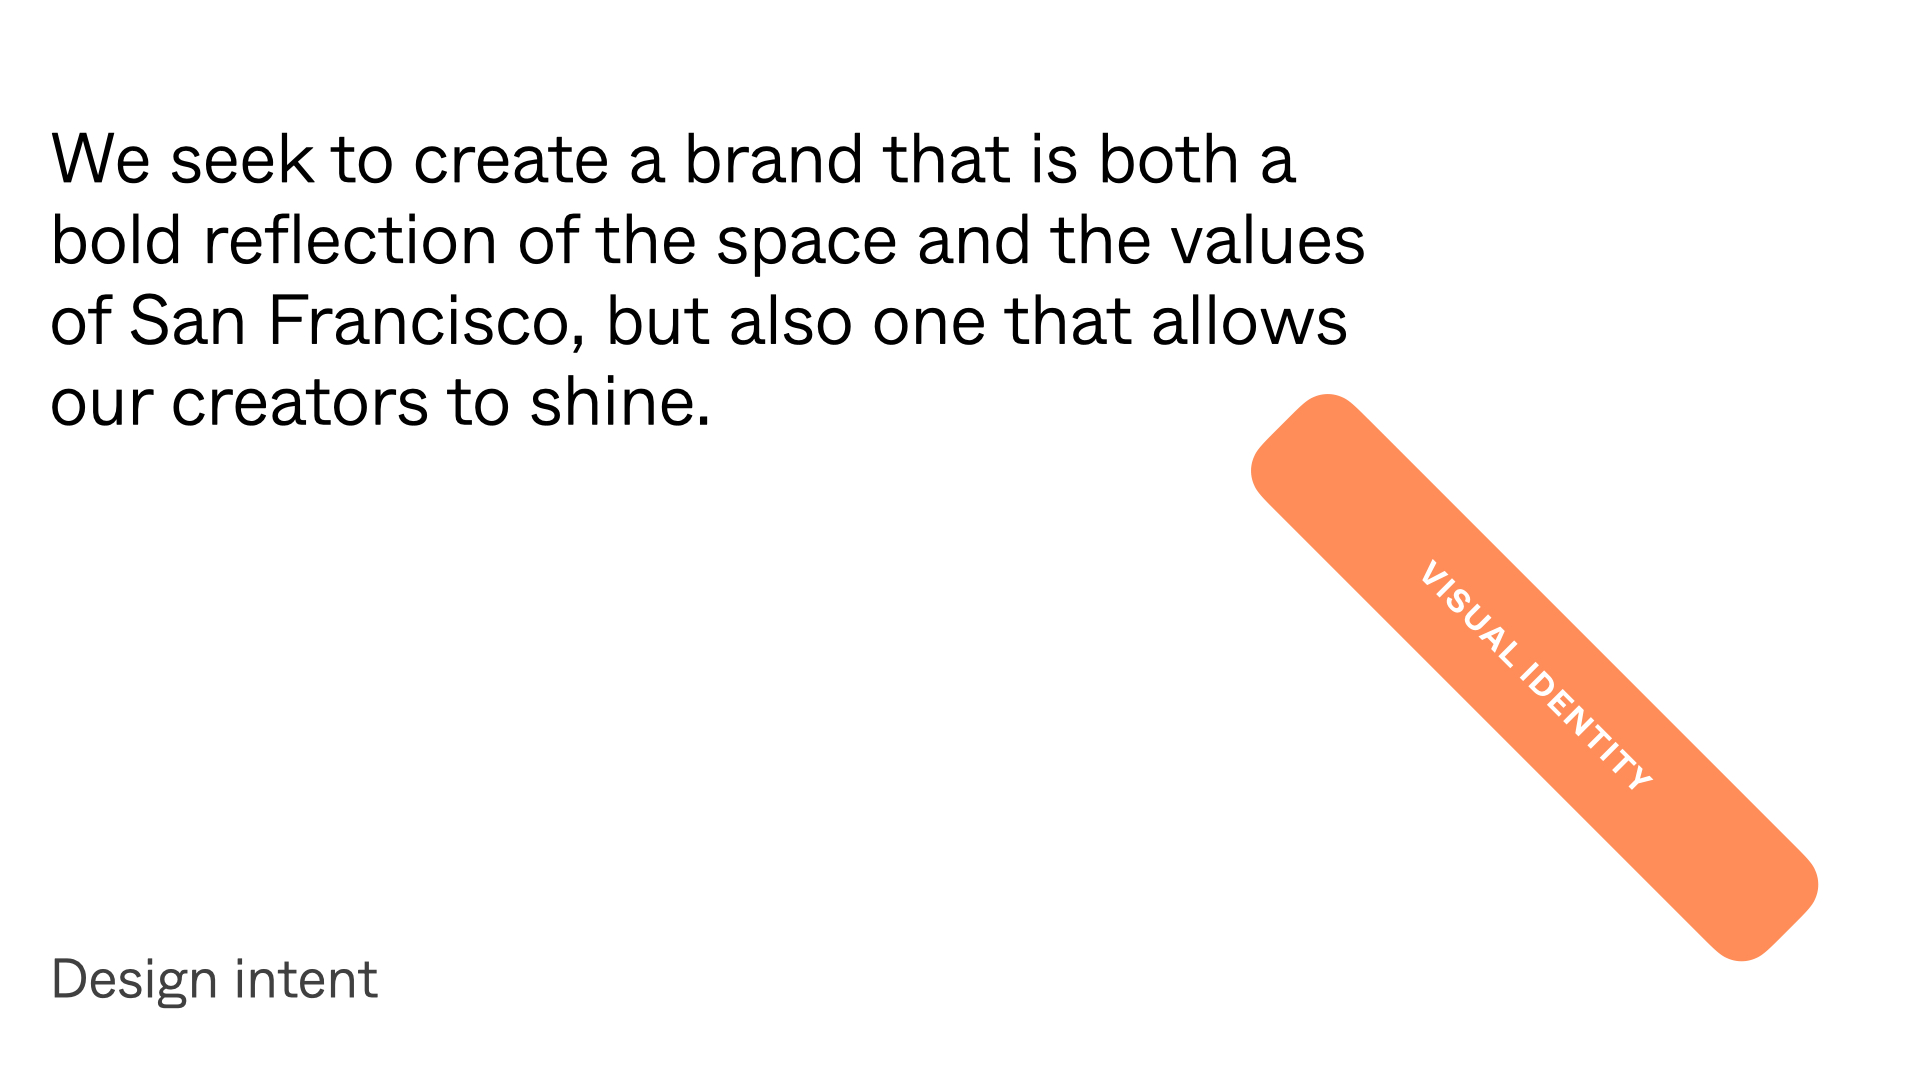 We seek to create a brand that is both a
bold reflection of the space and the values
of San Francisco, but also one that allows
our creators to shine.
VISUAL IDENTITY
Design intent